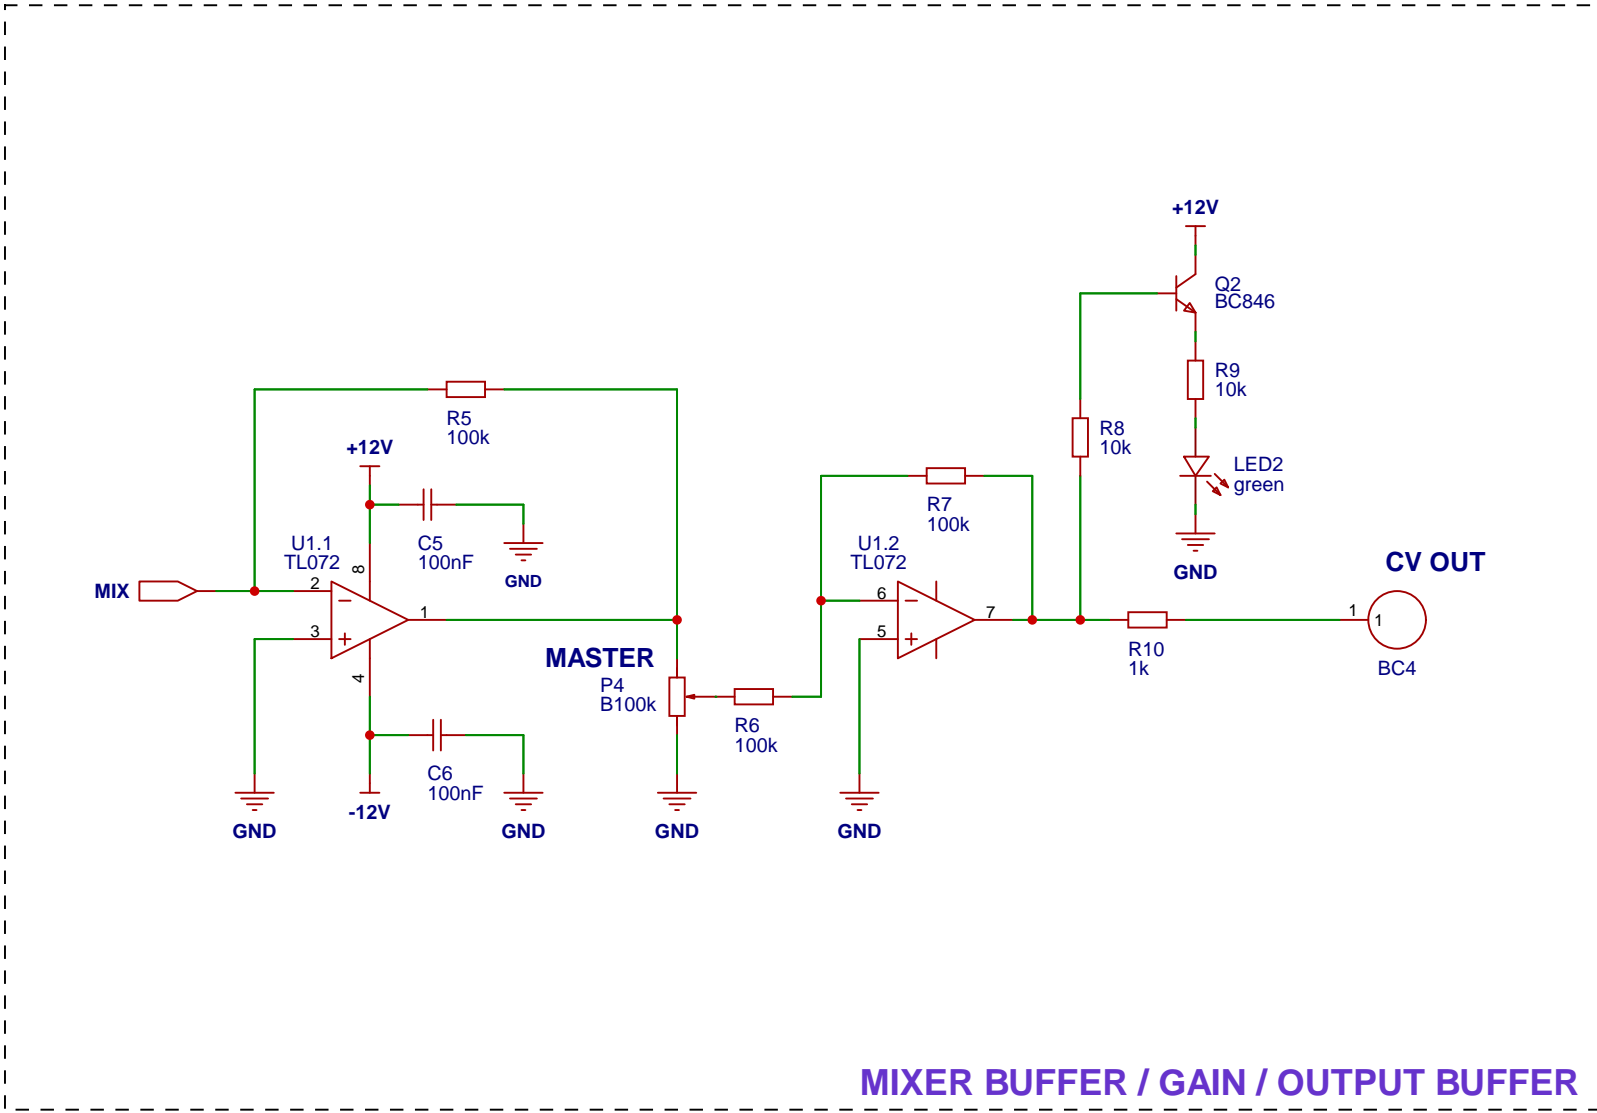 +12V
Q2
BC846
R9
10k
R5
100k
R8
10k
+12V
LED2
green
R7
100k
U1.1
TL072
C5
100nF
U1.2
TL072
8
GND
GND
CV OUT
MIX
2
6
1
7
1
1
3
5
4
MASTER
P4
B100k
R10
1k
BC4
R6
100k
C6
100nF
-12V
GND
GND
GND
GND
MIXER BUFFER / GAIN / OUTPUT BUFFER